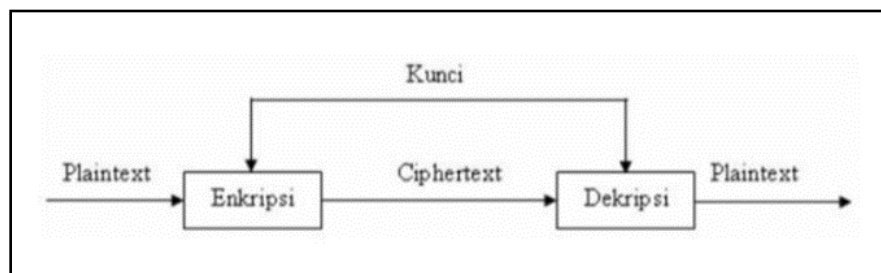 Kunci
Plaintext
Ciphertext
Plaintext
Enkripsi
Dekripsi